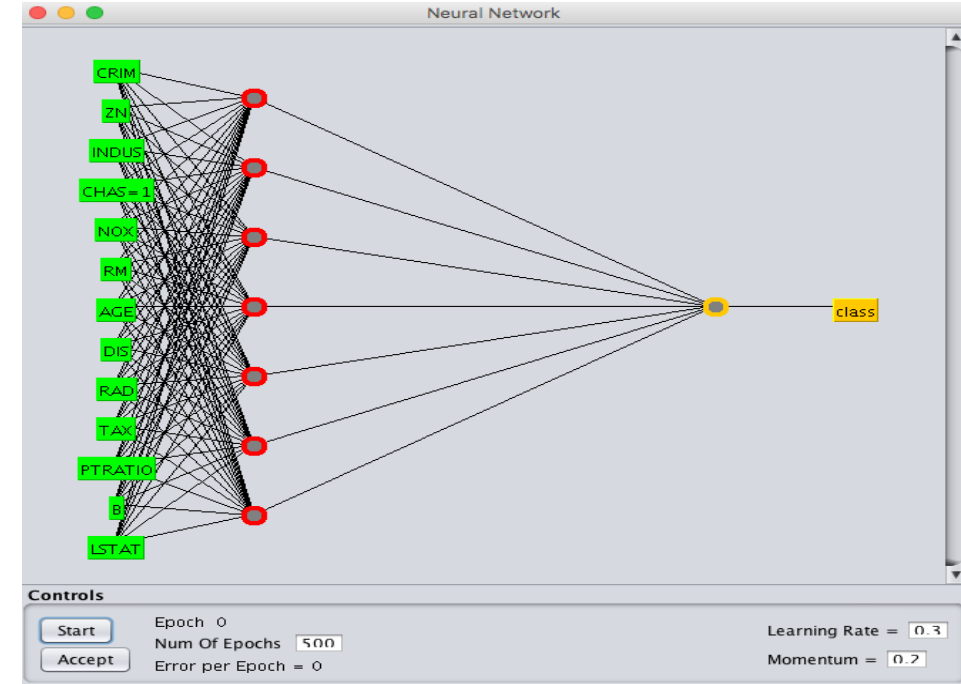 Neural Network
CRIM
ZN
INDUS
CHAS=1
NOX
RM
AGE
DIS
RAD
TAX
PTRATIO
B
LSTAT
class
Controls
Start
Accept
Epoch 0
Num Of Epochs 500
Error per Epoch = 0
Learning Rate = 0.3
Momentum = 0.2